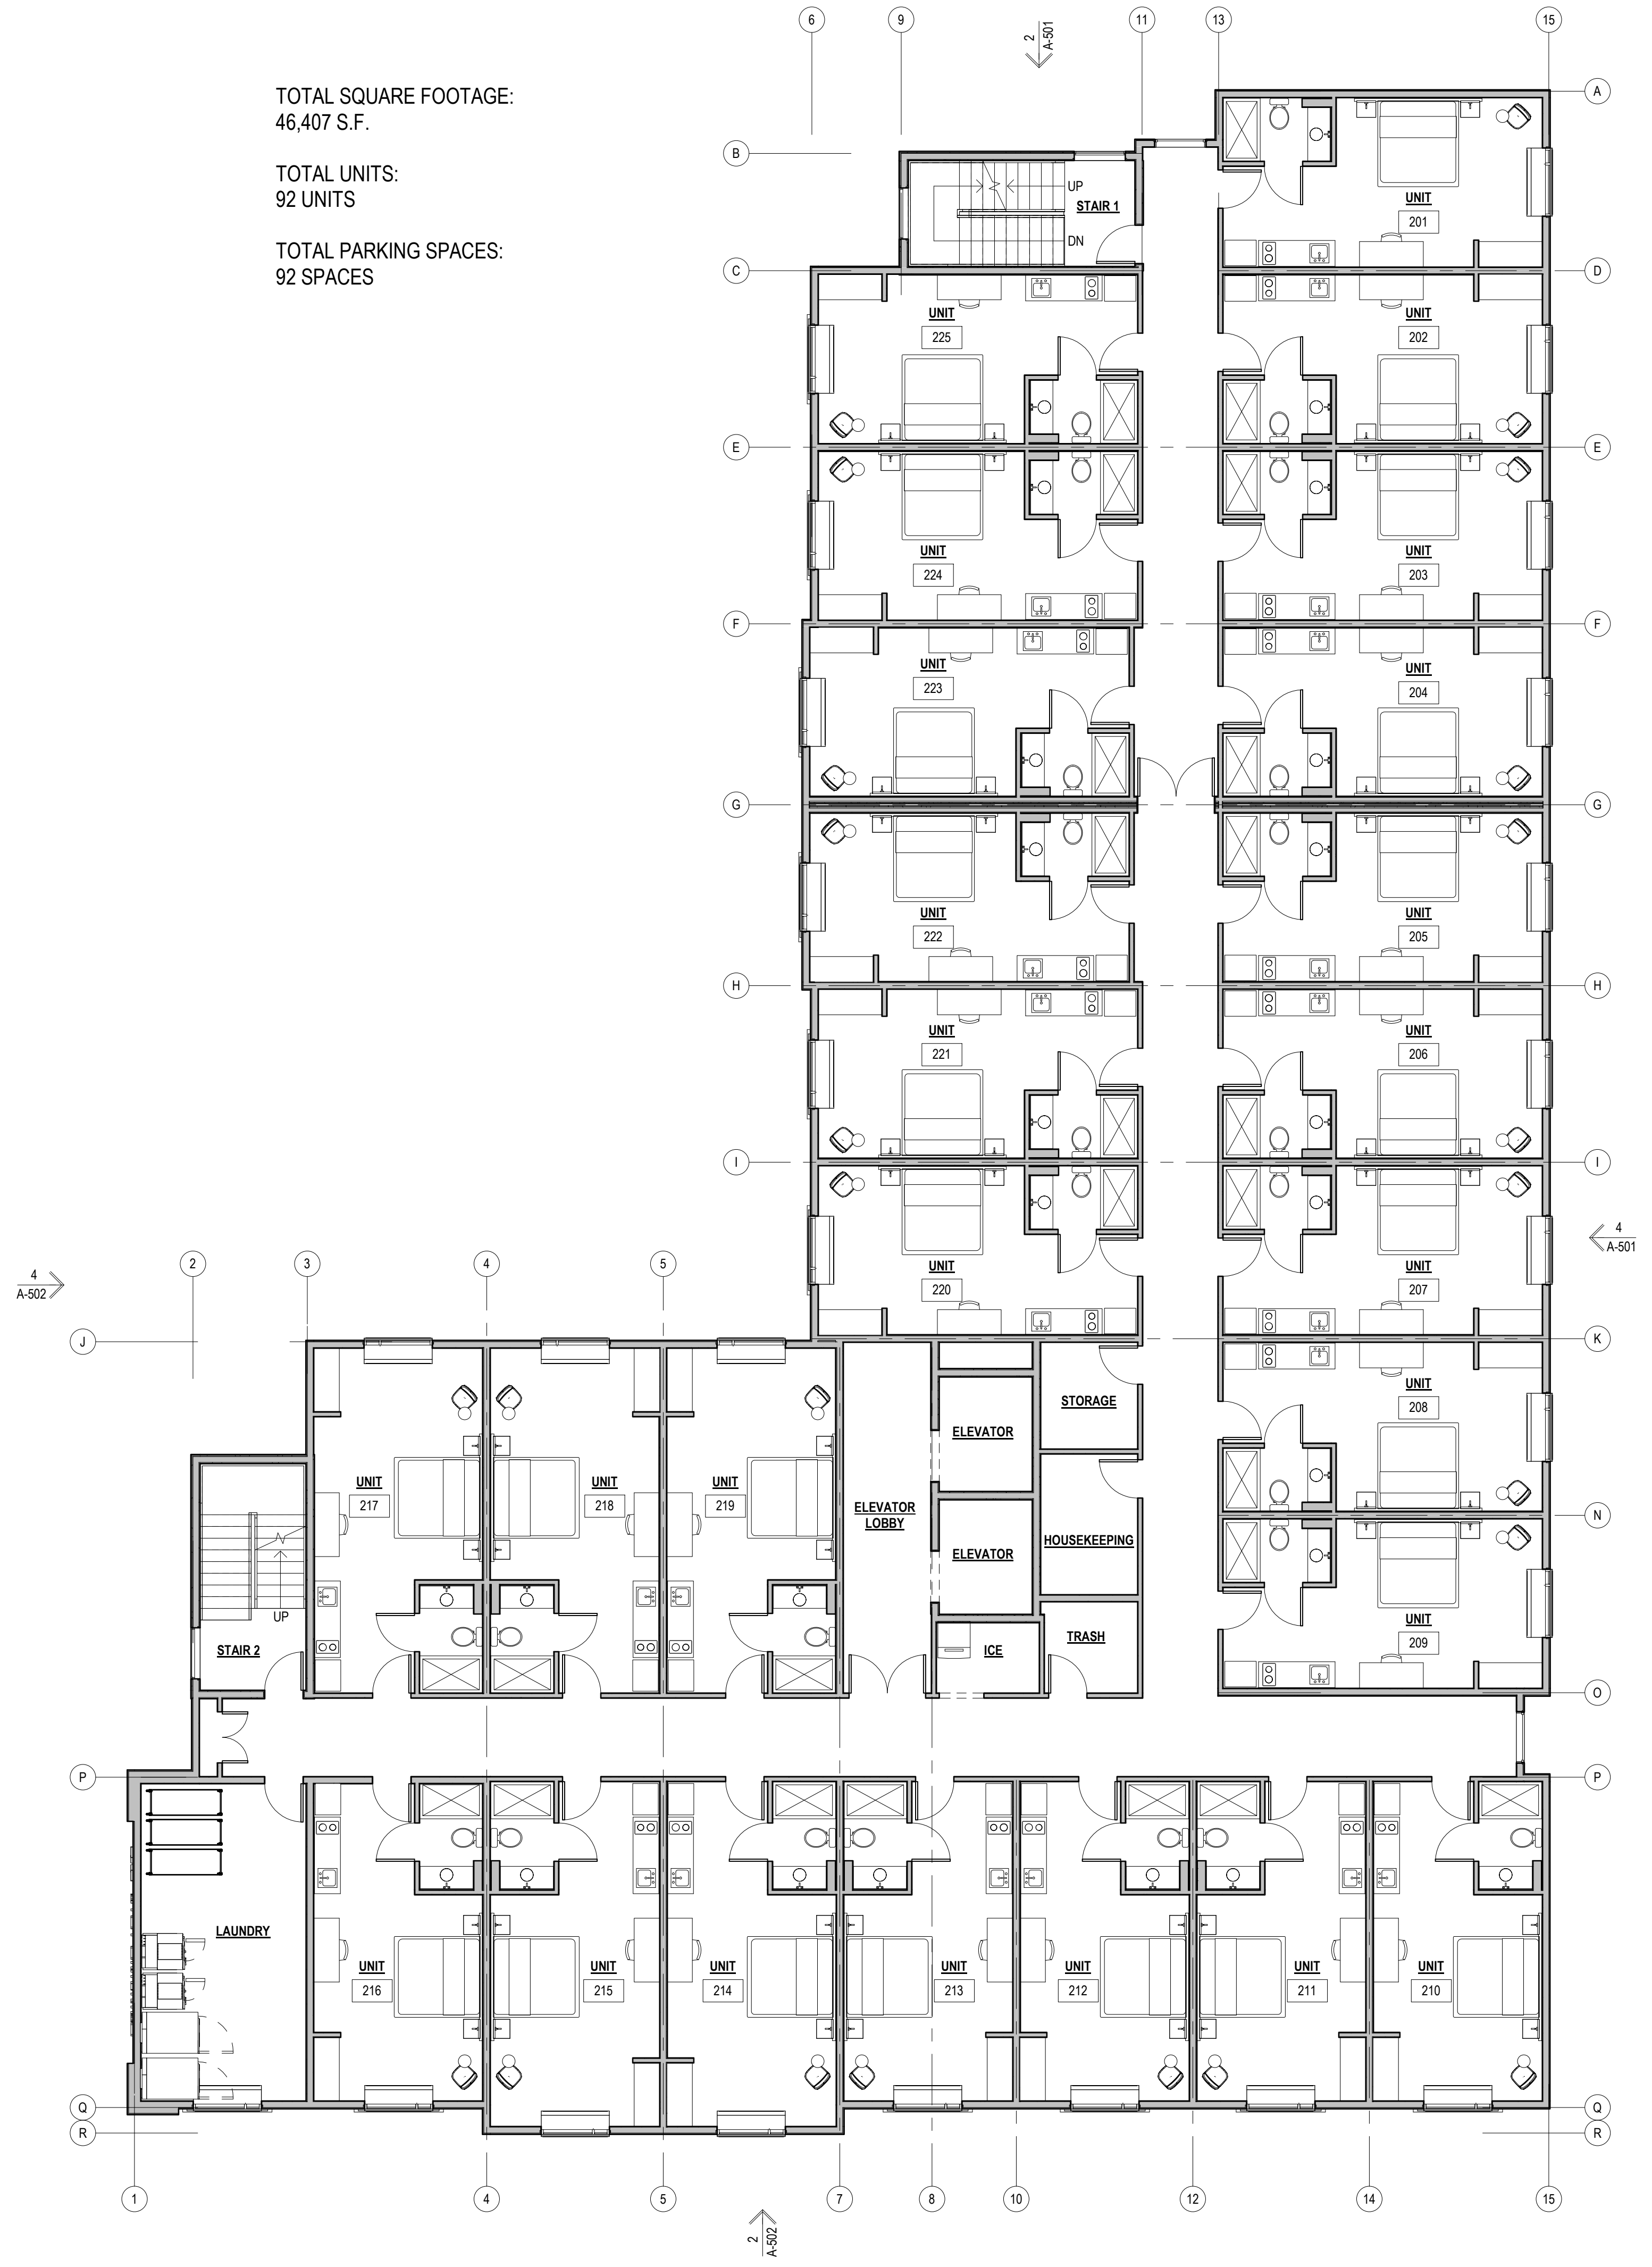 6
9
11
13
15
2
A-501
TOTAL SQUARE FOOTAGE:
46,407 S.F.
TOTAL UNITS:
92 UNITS
TOTAL PARKING SPACES:
92 SPACES
A
B
UP
STAIR 1
DN
UNIT
201
C
D
UNIT
225
UNIT
202
E
E
UNIT
224
UNIT
203
F
F
UNIT
223
UNIT
204
G
G
UNIT
222
UNIT
205
H
H
UNIT
221
UNIT
206
I
I
4
A-501
2
3
4
5
4
A-502
UNIT
220
UNIT
207
J
K
STORAGE
UNIT
208
ELEVATOR
UNIT
217
UNIT
218
UNIT
219
ELEVATOR
LOBBY
N
HOUSEKEEPING
ELEVATOR
UP
UNIT
209
STAIR 2
ICE
TRASH
O
P
P
LAUNDRY
UNIT
216
UNIT
215
UNIT
214
UNIT
213
UNIT
212
UNIT
211
UNIT
210
Q
Q
R
R
1
4
5
7
8
10
12
14
15
2
A-502